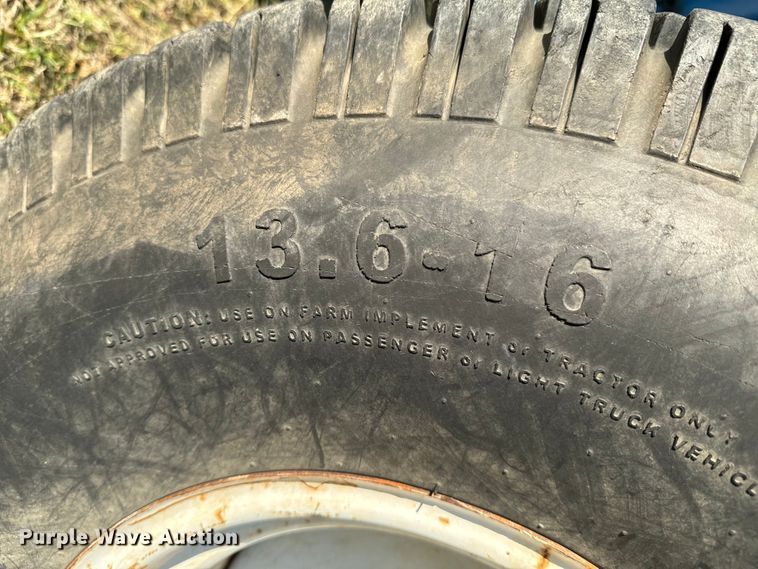 13.6-16
CAUTION: USE ON FARM IMPLEMENT or TRACTOR ONLY
NOT APPROVED FOR USE ON PASSENGER or LIGHT TRUCK VEHICL
Purple Wave Auction